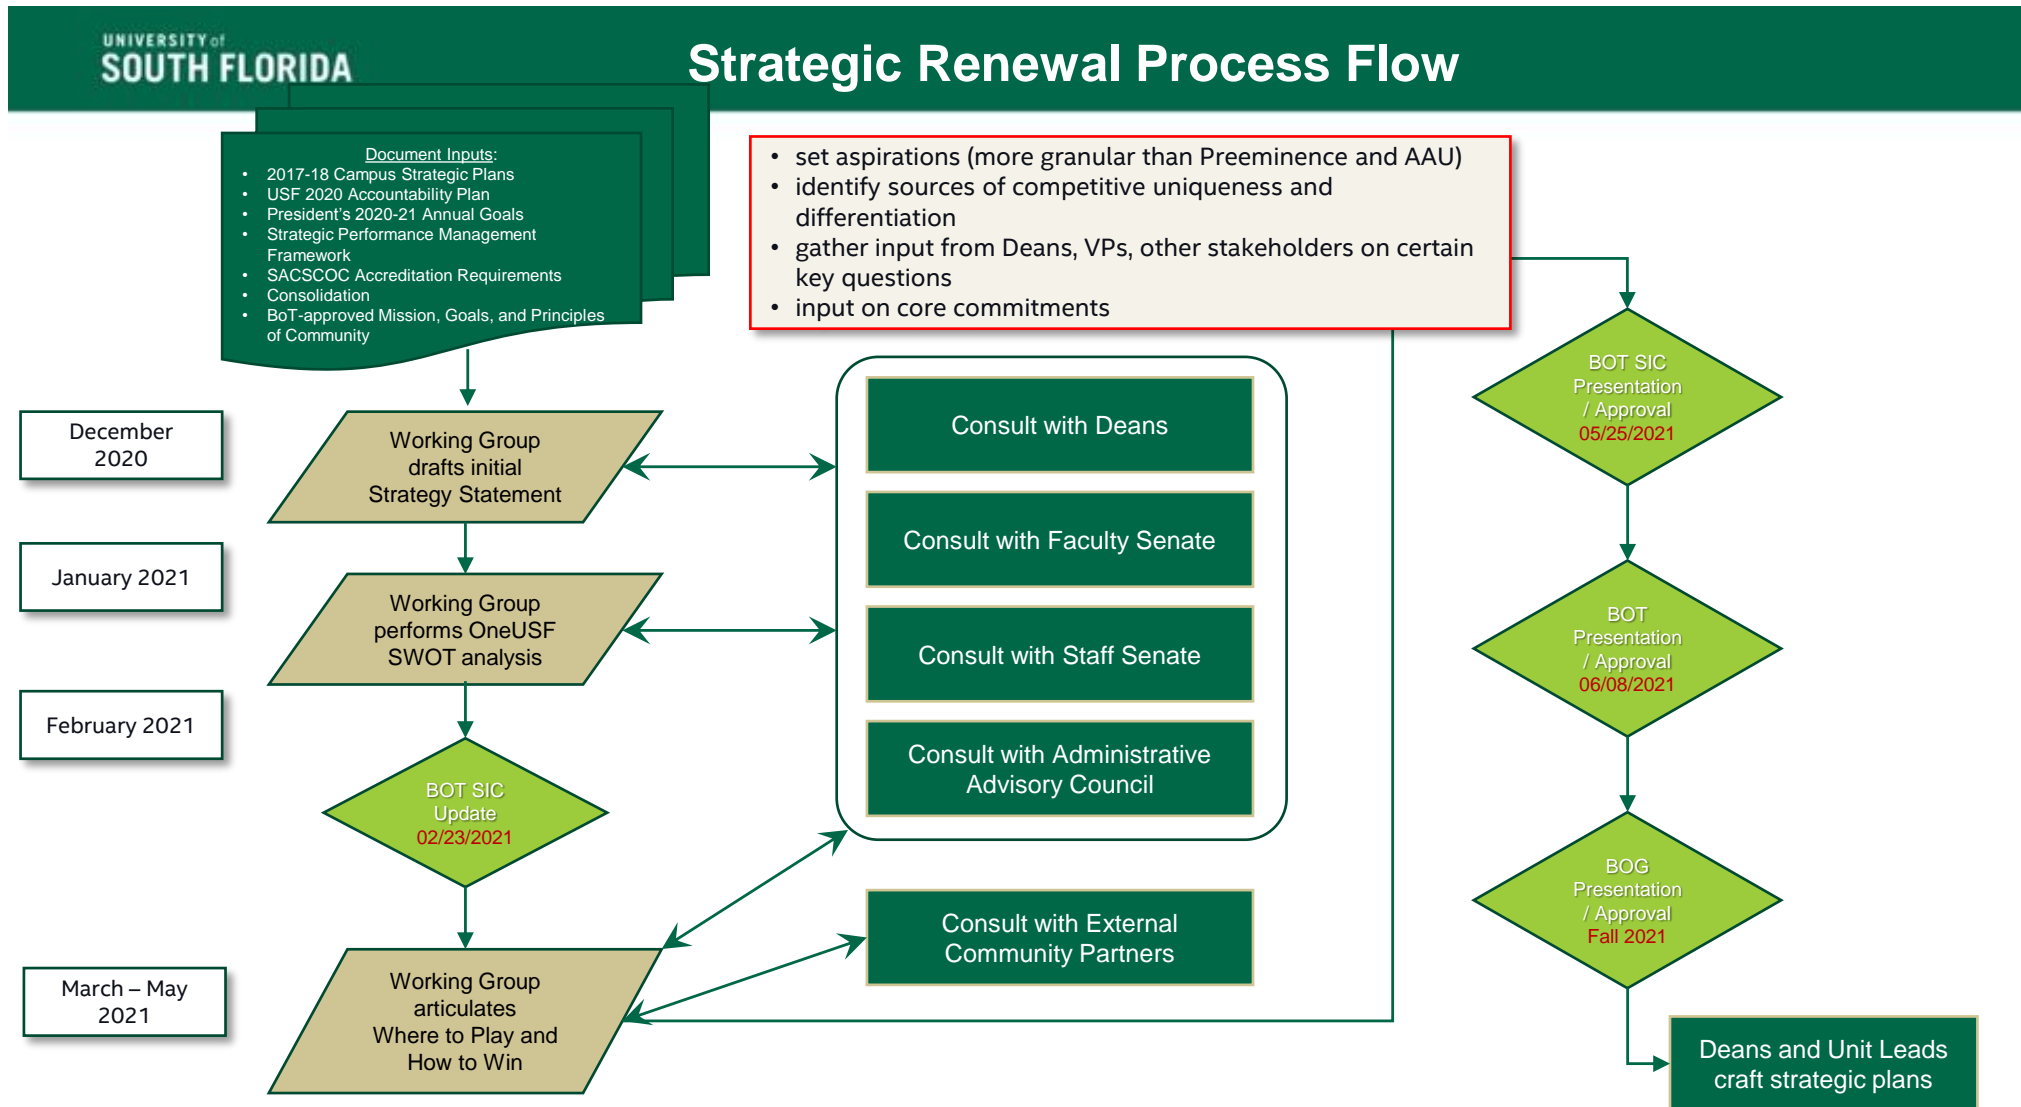 UNIVERSITY of
SOUTH FLORIDA
Strategic Renewal Process Flow
Document Inputs:
• 2017-18 Campus Strategic Plans
• USF 2020 Accountability Plan
• President's 2020-21 Annual Goals
• Strategic Performance Management
Framework
• SACSCOC Accreditation Requirements
• Consolidation
• BoT-approved Mission, Goals, and Principles
of Community
• set aspirations (more granular than Preeminence and AAU)
• identify sources of competitive uniqueness and
differentiation
• gather input from Deans, VPs, other stakeholders on certain
key questions
• input on core commitments
December
2020
January 2021
February 2021
March – May
2021
Working Group
drafts initial
Strategy Statement
Working Group
performs OneUSF
SWOT analysis
BOT SIC
Update
02/23/2021
Working Group
articulates
Where to Play and
How to Win
Consult with Deans
Consult with Faculty Senate
Consult with Staff Senate
Consult with Administrative
Advisory Council
Consult with External
Community Partners
BOT SIC
Presentation
/ Approval
05/25/2021
BOT
Presentation
/ Approval
06/08/2021
BOG
Presentation
/ Approval
Fall 2021
Deans and Unit Leads
craft strategic plans